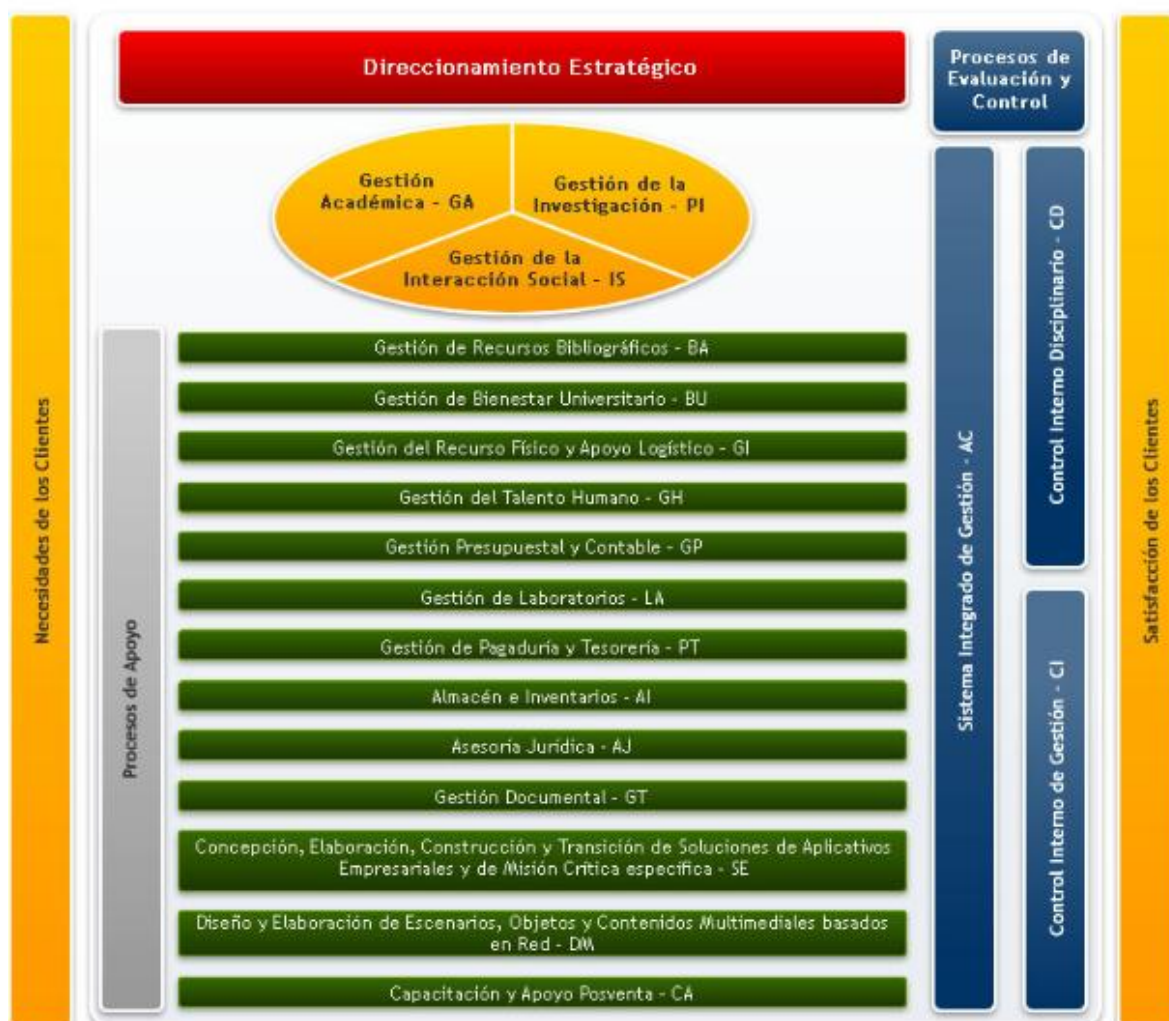 Direccionamiento Estratégico
Procesos de
Evaluación y
Control
Gestión
Académica - GA
Gestión de la
Investigación - PI
Gestión de la
Interacción Social - IS
Necesidades de los Clientes
Procesos de Apoyo
Gestión de Recursos Bibliográficos - BA
Gestión de Bienestar Universitario - BU
Gestión del Recurso Físico y Apoyo Logístico - GI
Gestión del Talento Humano - GH
Gestión Presupuestal y Contable - GP
Gestión de Laboratorios - LA
Gestión de Pagaduría y Tesorería - PT
Almacén e Inventarios - AI
Asesoría Jurídica - AJ
Gestión Documental - GT
Concepción, Elaboración, Construcción y Transición de Soluciones de Aplicativos
Empresariales y de Misión Crítica específica - SE
Diseño y Elaboración de Escenarios, Objetos y Contenidos Multimediales basados
en Red - DM
Capacitación y Apoyo Posventa - CA
Sistema Integrado de Gestión - AC
Control Interno Disciplinario - CD
Control Interno de Gestión - CI
Satisfacción de los Clientes